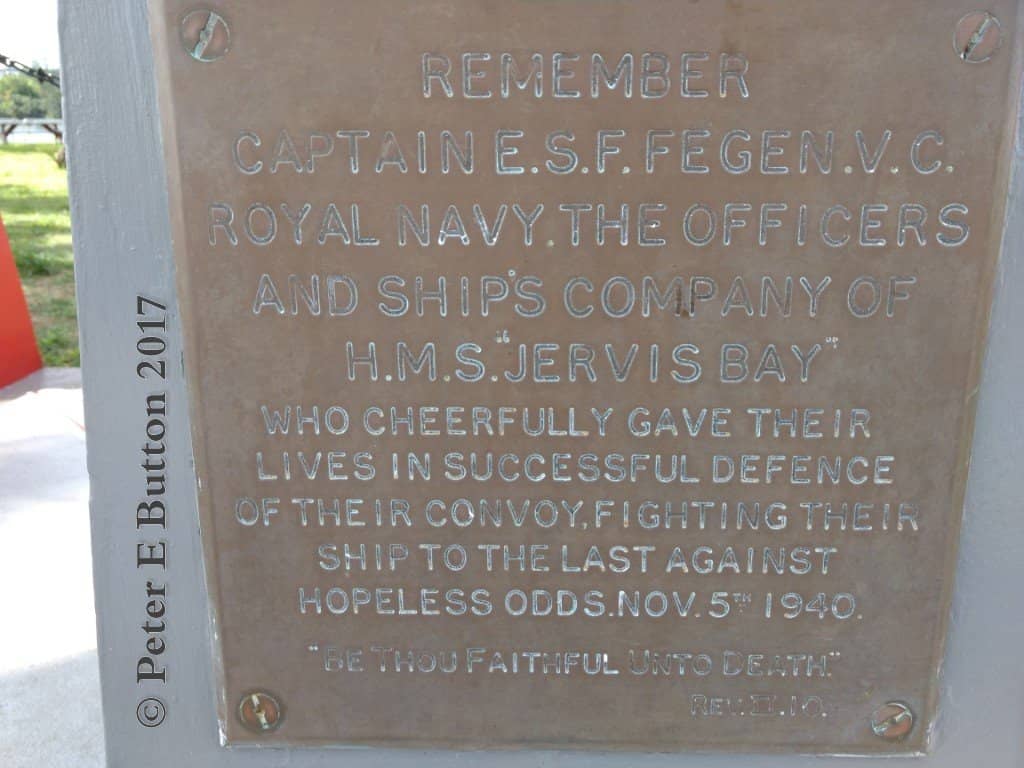 REMEMBER
CAPTAIN E.S.F. FEGEN.V.C.
ROYAL NAVY. THE OFFICERS
AND SHIP'S COMPANY OF
H.M.S. "JERVIS BAY"
WHO CHEERFULLY GAVE THEIR
LIVES IN SUCCESSFUL DEFENCE
OF THEIR CONVOY, FIGHTING THEIR
SHIP TO THE LAST AGAINST
HOPELESS ODDS. NOV. 5TH 1940.
"BE THOU FAITHFUL UNTO DEATH."
REV. II. 10.
© Peter E Button 2017